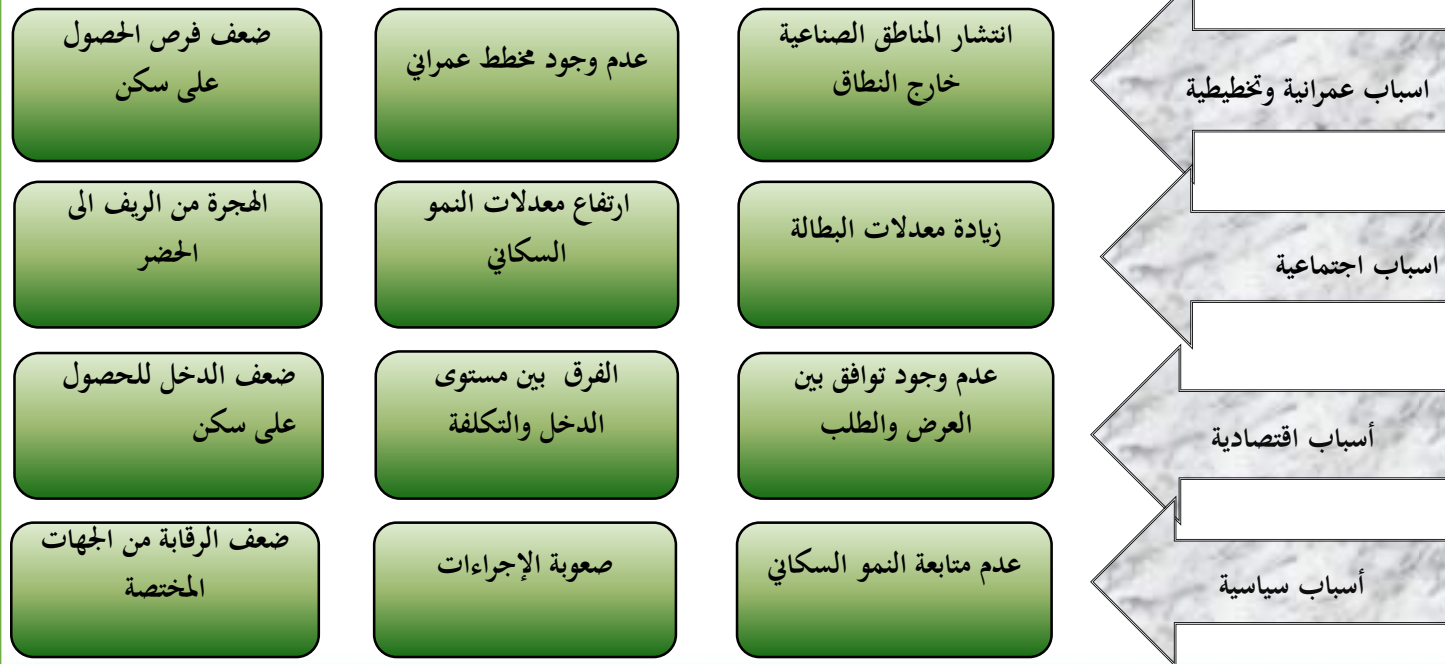 اسباب عمرانية وتخطيطية
انتشار المناطق الصناعية
خارج النطاق
عدم وجود مخطط عمراني
ضعف فرص الحصول
على سكن
اسباب اجتماعية
زيادة معدلات البطالة
ارتفاع معدلات النمو
السكاني
الهجرة من الريف الى
الحضر
أسباب اقتصادية
عدم وجود توافق بين
العرض والطلب
الفرق بين مستوى
الدخل والتكلفة
ضعف الدخل للحصول
على سكن
أسباب سياسية
عدم متابعة النمو السكاني
صعوبة الإجراءات
ضعف الرقابة من الجهات
المختصة